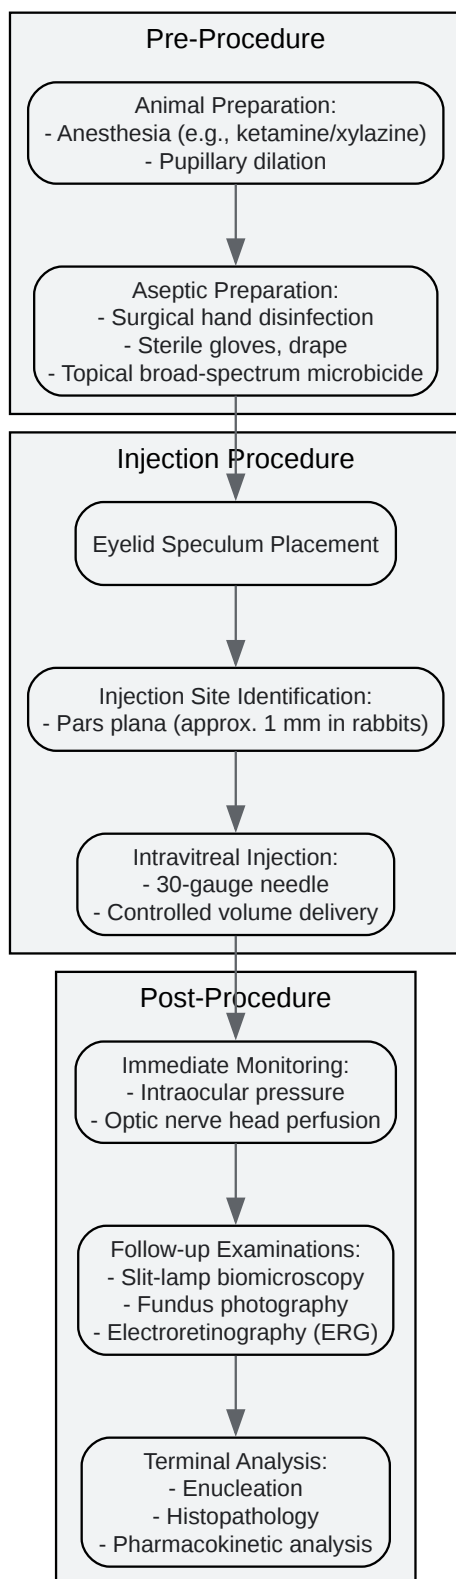 Pre-Procedure
Animal Preparation:
- Anesthesia (e.g., ketamine/xylazine)
- Pupillary dilation
Aseptic Preparation:
- Surgical hand disinfection
- Sterile gloves, drape
- Topical broad-spectrum microbicide
Injection Procedure
Eyelid Speculum Placement
Injection Site Identification:
- Pars plana (approx. 1 mm in rabbits)
Intravitreal Injection:
- 30-gauge needle
- Controlled volume delivery
Post-Procedure
Immediate Monitoring:
- Intraocular pressure
- Optic nerve head perfusion
Follow-up Examinations:
- Slit-lamp biomicroscopy
- Fundus photography
- Electroretinography (ERG)
Terminal Analysis:
- Enucleation
- Histopathology
- Pharmacokinetic analysis